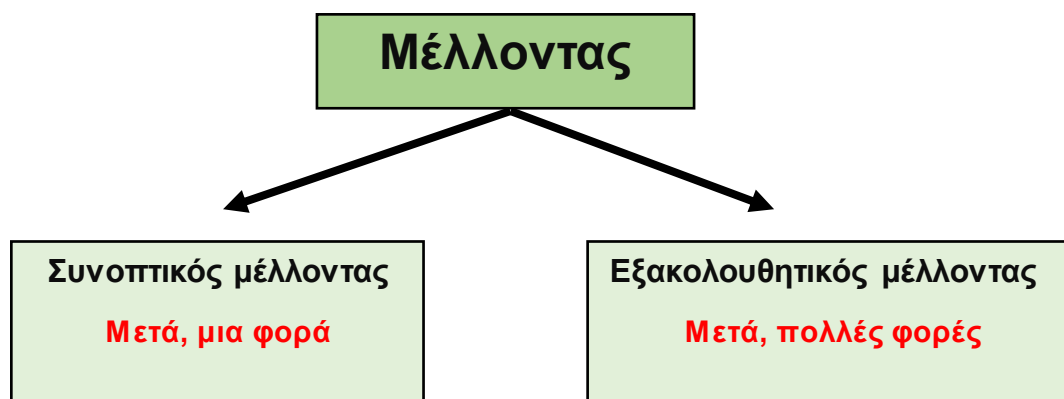 Μέλλοντας
Συνοπτικός μέλλοντας
Μετά, μια φορά
Εξακολουθητικός μέλλοντας
Μετά, πολλές φορές